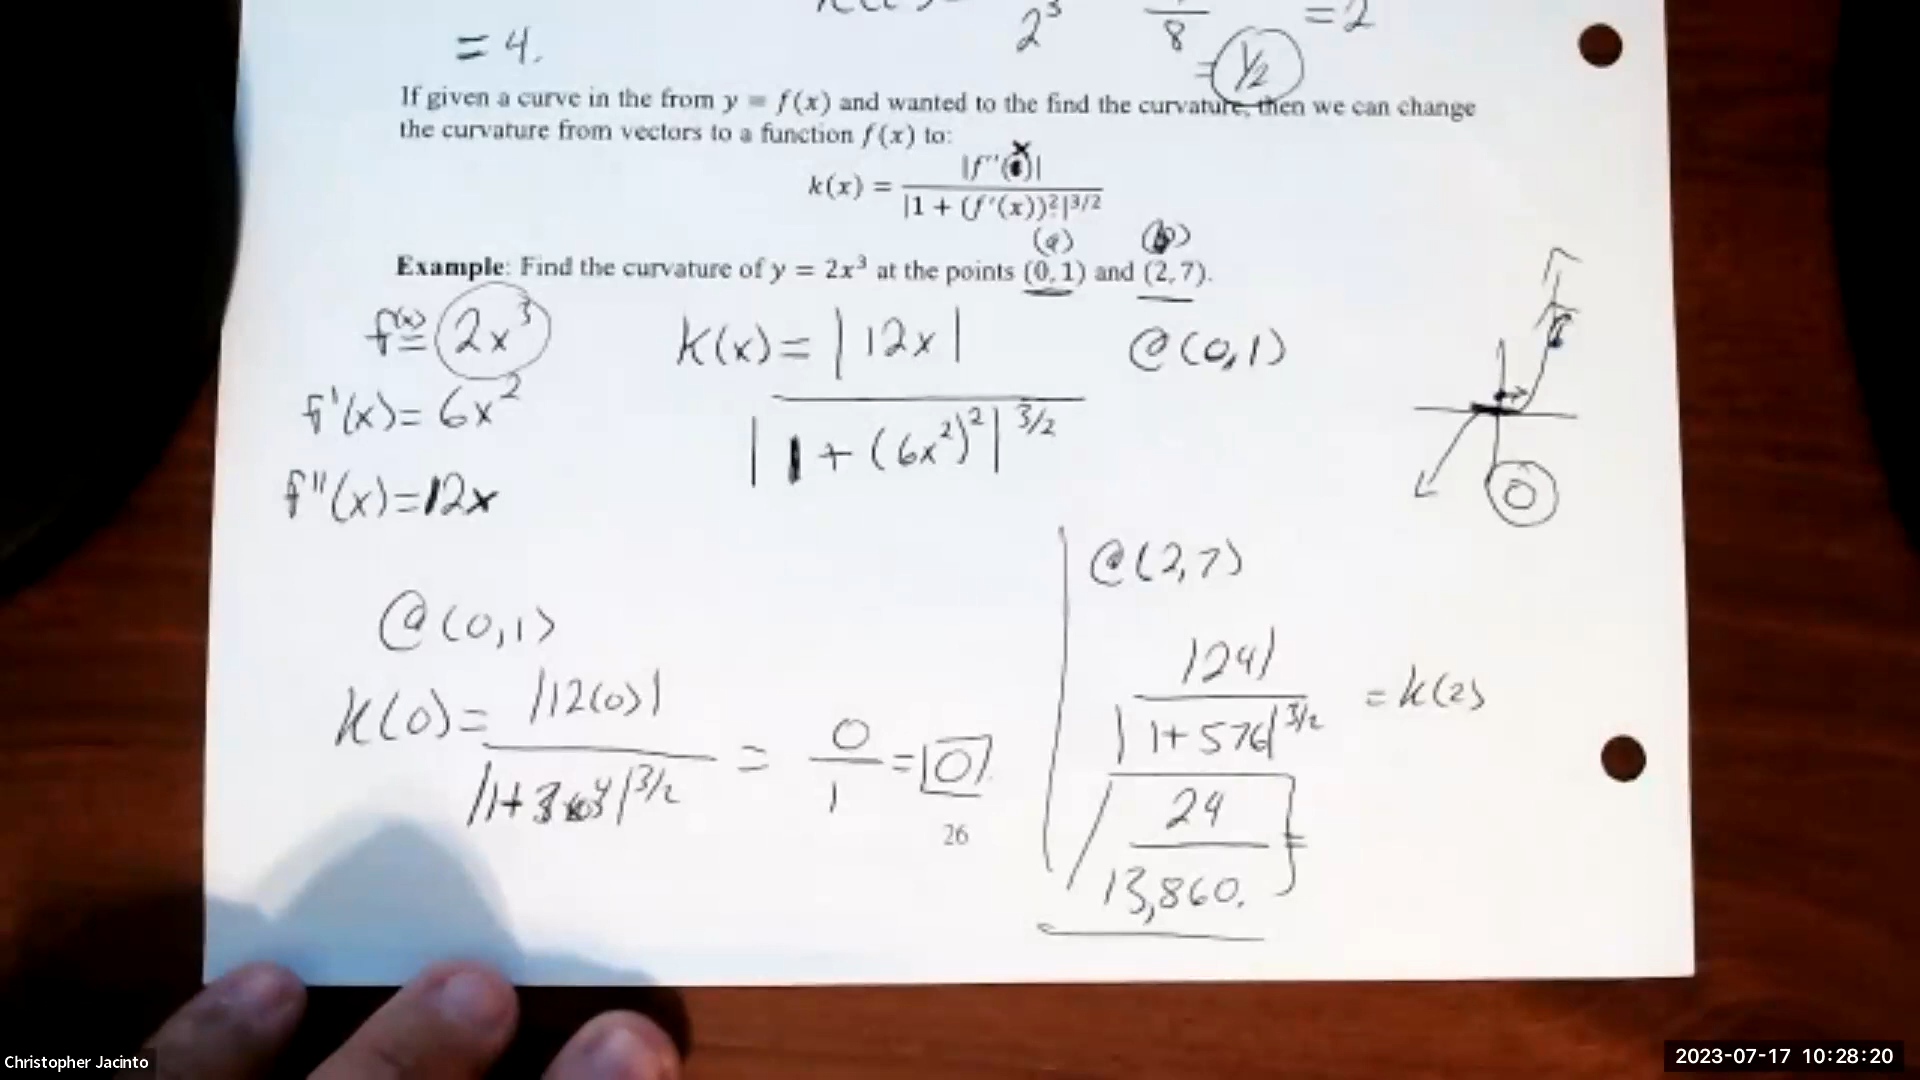 = 4.
2³
8
= 2
= 1/2
If given a curve in the from y = f(x) and wanted to the find the curvature, then we can change
the curvature from vectors to a function f(x) to:
k(x) = |f''(x)| / |1 + (f'(x))²|^3/2
(a) (b)
Example: Find the curvature of y = 2x³ at the points (0, 1) and (2, 7).
f(x) = 2x³
K(x) = |12x| / |1 + (6x²)²|^3/2
@(0,1)
f'(x) = 6x²
f''(x) = 12x
0
@(0,1)
K(0) = |12(0)| / |1+ |^3/2 = 0/1 = 0
@(2,7)
|24| / |1+576|^3/2 = k(2)
24 / 13,860. =
26
Christopher Jacinto
2023-07-17 10:28:20